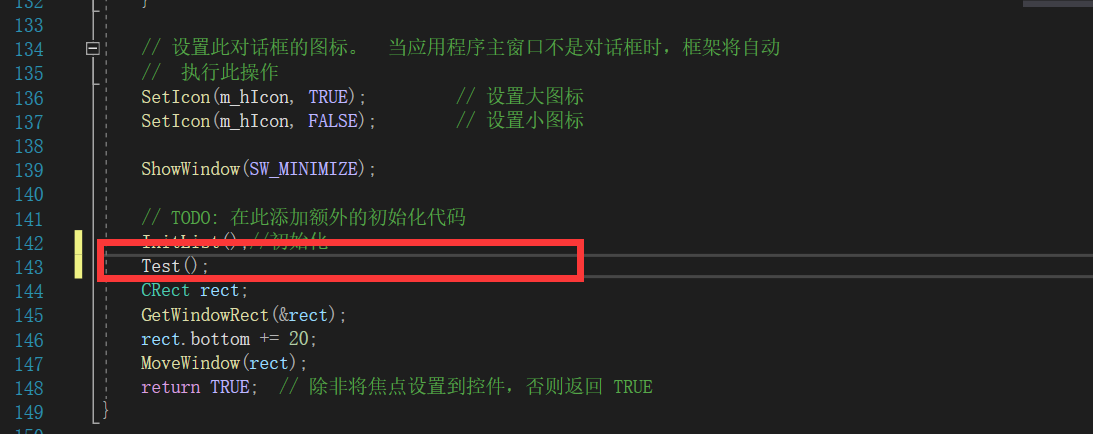 132 }
133
134 // 设置此对话框的图标。 当应用程序主窗口不是对话框时，框架将自动
135 // 执行此操作
136 SetIcon(m_hIcon, TRUE); // 设置大图标
137 SetIcon(m_hIcon, FALSE); // 设置小图标
138
139 ShowWindow(SW_MINIMIZE);
140
141 // TODO: 在此添加额外的初始化代码
142 InitList();//初始化
143 Test();
144 CRect rect;
145 GetWindowRect(&rect);
146 rect.bottom += 20;
147 MoveWindow(rect);
148 return TRUE; // 除非将焦点设置到控件，否则返回 TRUE
149 }
150